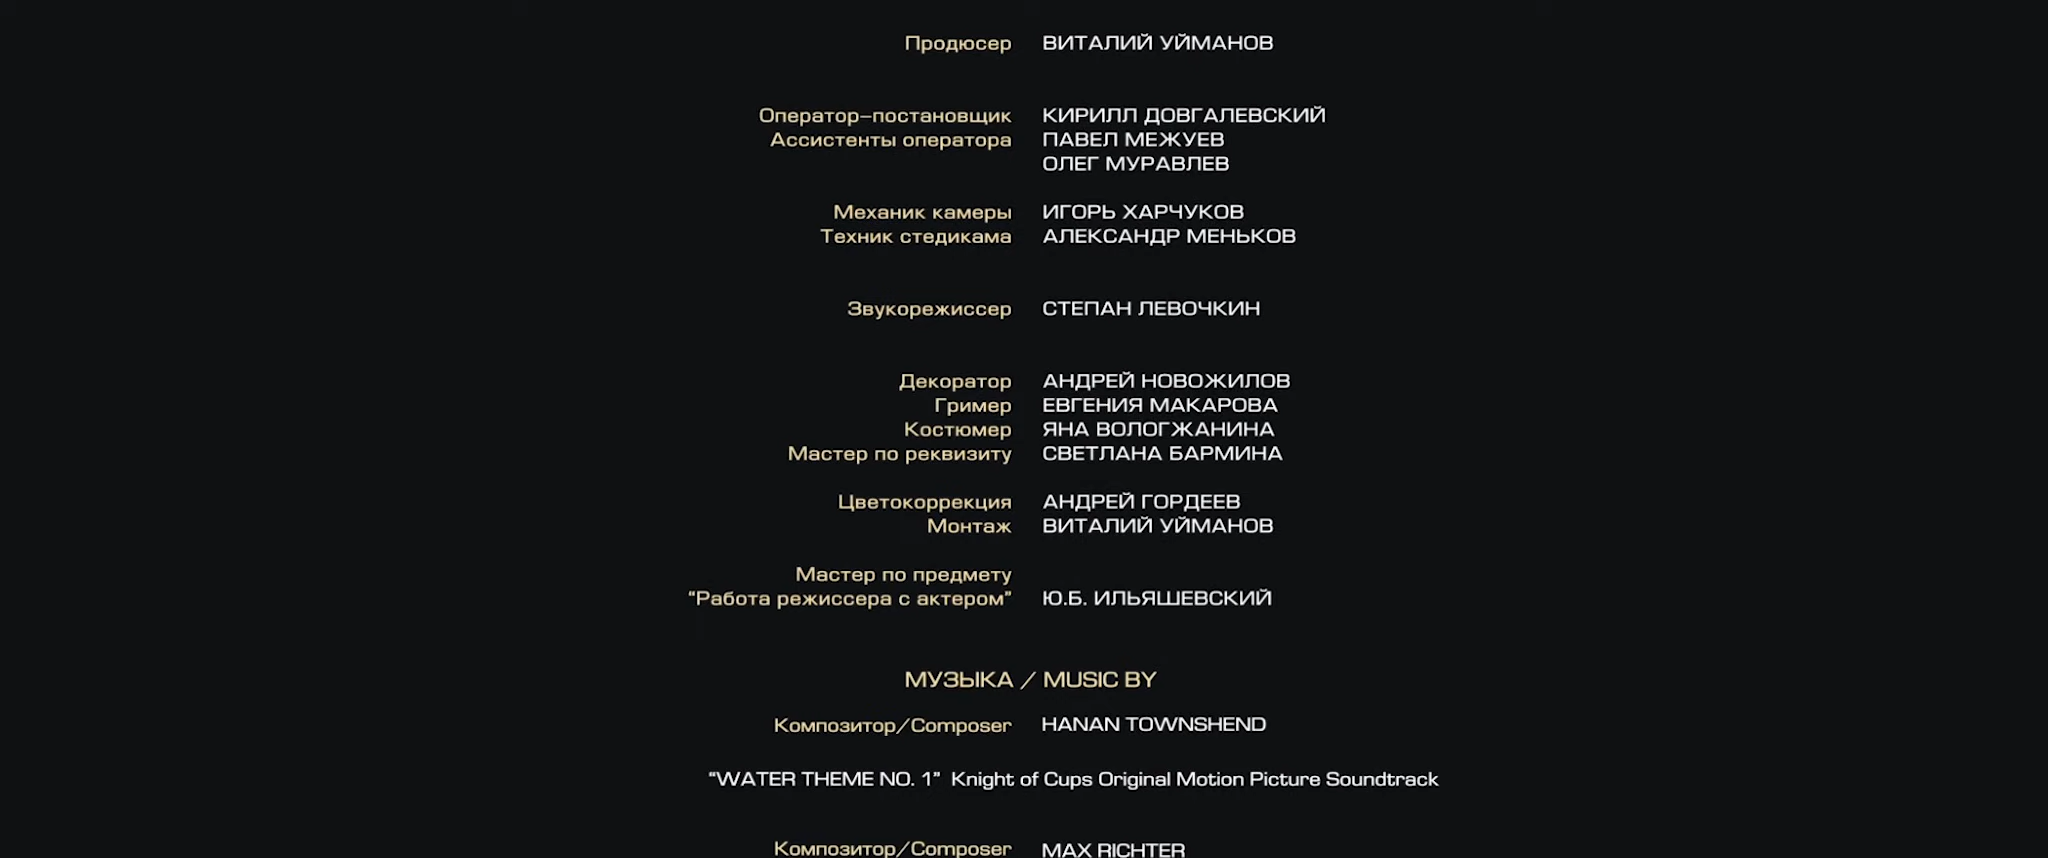 Продюсер ВИТАЛИЙ УЙМАНОВ
Оператор-постановщик КИРИЛЛ ДОВГАЛЕВСКИЙ
Ассистенты оператора ПАВЕЛ МЕЖУЕВ
ОЛЕГ МУРАВЛЕВ
Механик камеры ИГОРЬ ХАРЧУКОВ
Техник стедикама АЛЕКСАНДР МЕНЬКОВ
Звукорежиссер СТЕПАН ЛЕВОЧКИН
Декоратор АНДРЕЙ НОВОЖИЛОВ
Гример ЕВГЕНИЯ МАКАРОВА
Костюмер ЯНА ВОЛОГЖАНИНА
Мастер по реквизиту СВЕТЛАНА БАРМИНА
Цветокоррекция АНДРЕЙ ГОРДЕЕВ
Монтаж ВИТАЛИЙ УЙМАНОВ
Мастер по предмету
“Работа режиссера с актером” Ю.Б. ИЛЬЯШЕВСКИЙ
МУЗЫКА / MUSIC BY
Композитор/Composer HANAN TOWNSHEND
“WATER THEME NO. 1” Knight of Cups Original Motion Picture Soundtrack
Композитор/Composer MAX RICHTER